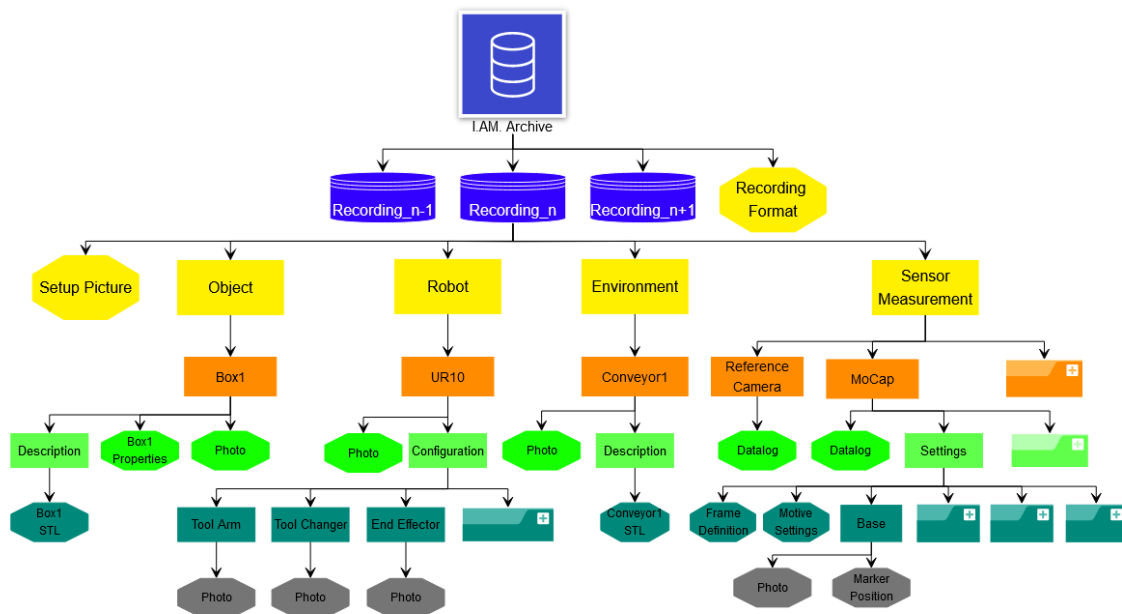 I.AM. Archive
Recording_n-1
Recording_n
Recording_n+1
Recording
Format
Setup Picture
Object
Robot
Environment
Sensor
Measurement
Box1
UR10
Conveyor1
Reference
Camera
MoCap
Description
Box1
Properties
Photo
Photo
Configuration
Photo
Description
Datalog
Datalog
Settings
Box1
STL
Tool Arm
Tool Changer
End Effector
Conveyor1
STL
Frame
Definition
Motive
Settings
Base
Photo
Photo
Photo
Photo
Marker
Position